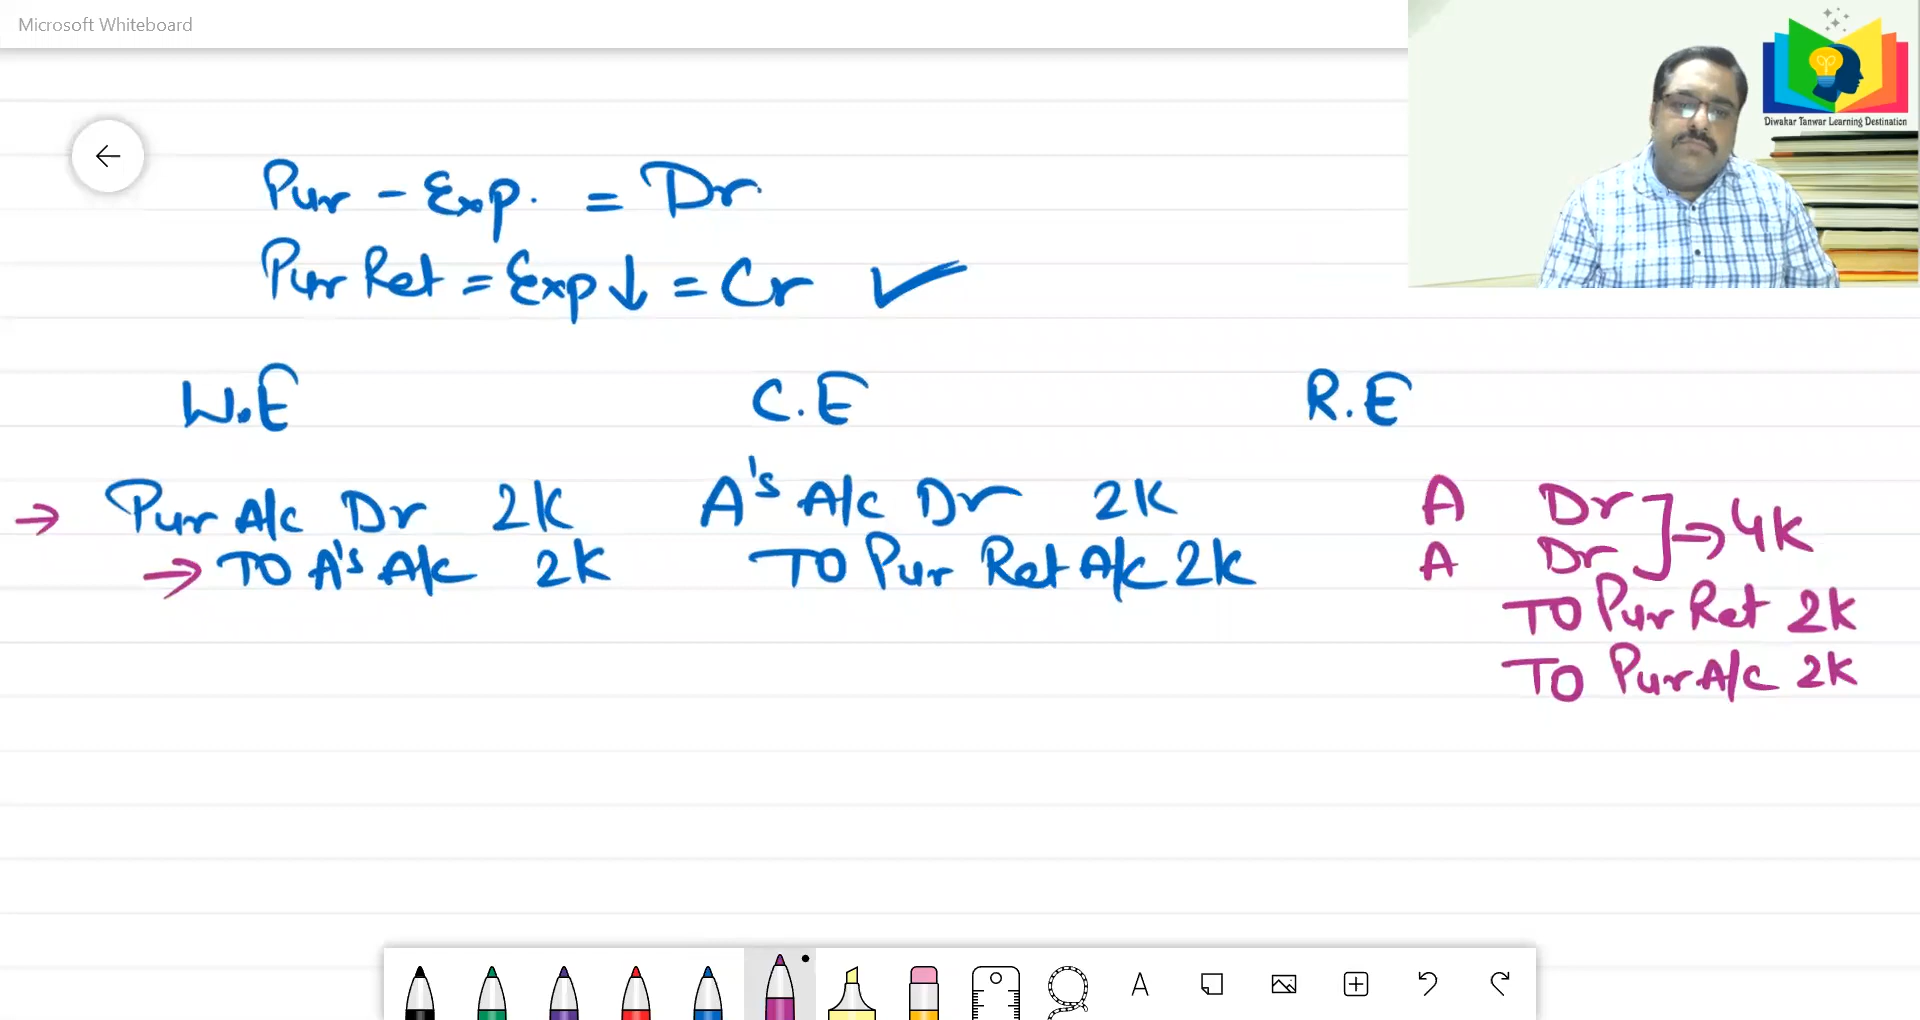 Microsoft Whiteboard
Diwakar Tanwar Learning Destination
Pur - Exp. = Dr.
Pur Ret = Exp ↓ = Cr ✓
W.E C.E R.E
→ Pur A/c Dr 2K A's A/c Dr 2K A Dr ] → 4K
→ TO A's A/c 2K TO Pur Ret A/c 2K A Dr
TO Pur Ret 2K
TO Pur A/c 2K
A